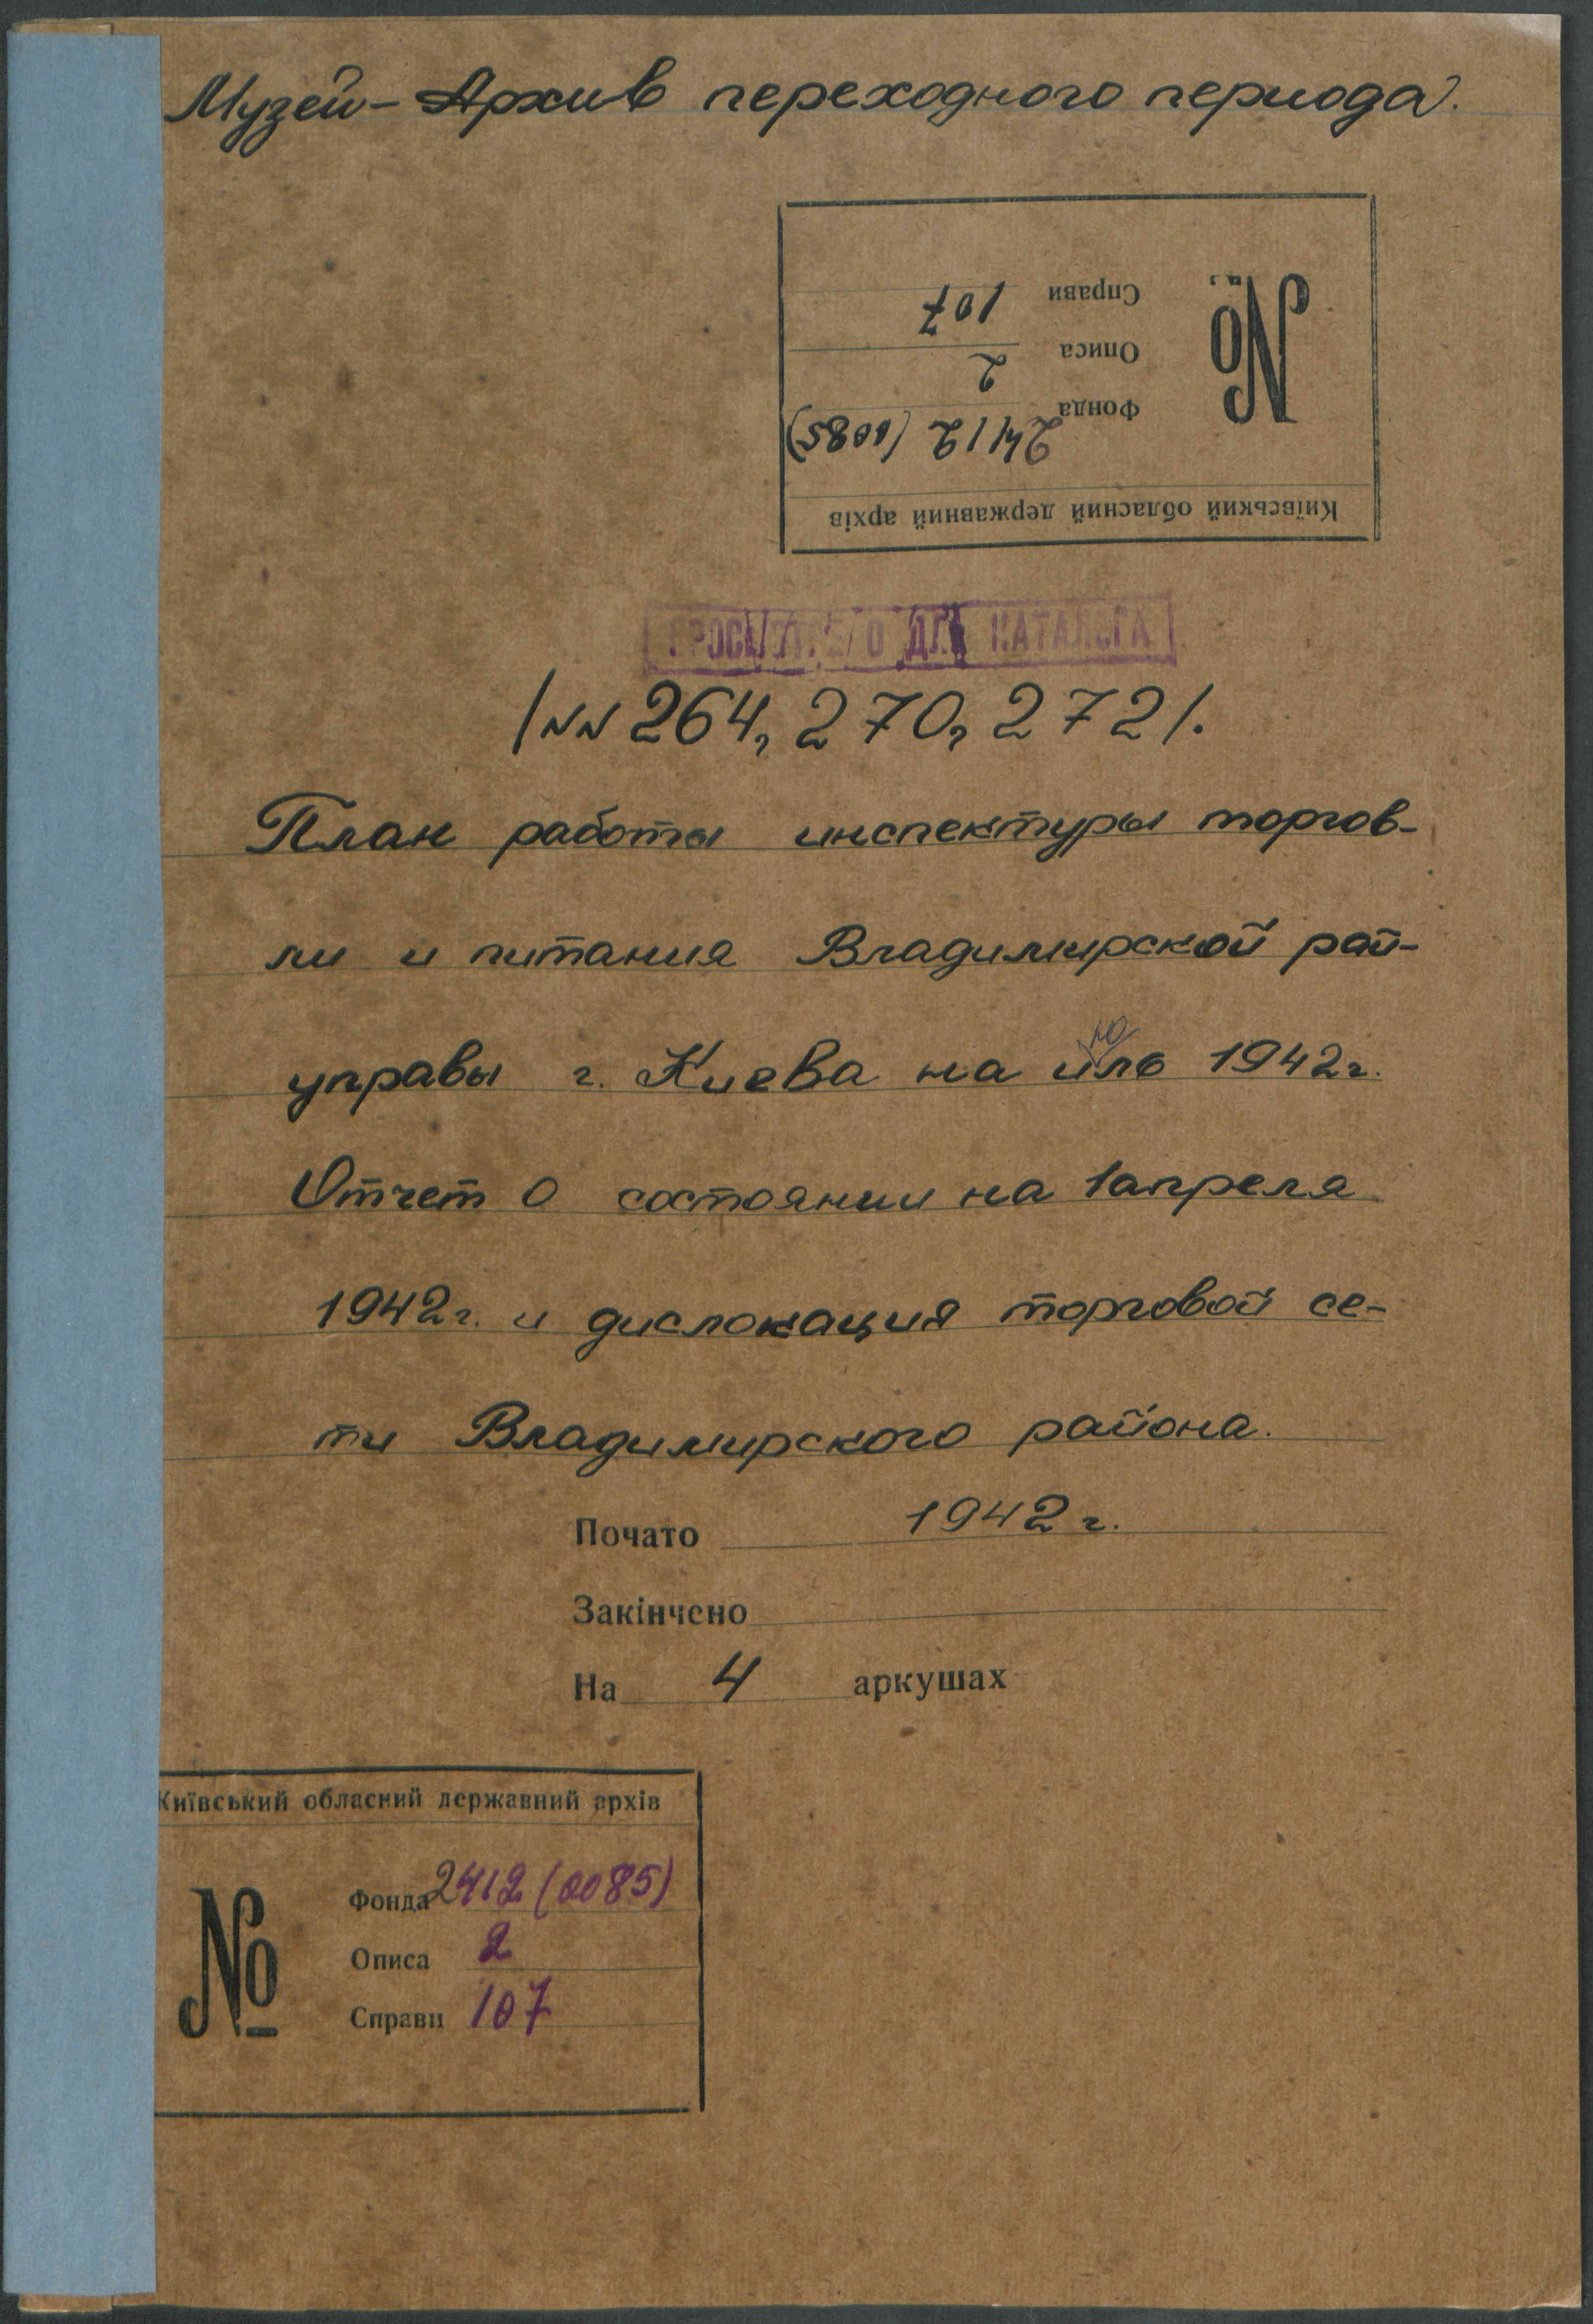 Музей-Архив переходного периода.
Київський обласний державний архів
№
Фонда 2412 (0085)
Описа 2
Справи 107
ПРОСМОТРЕНО ДЛЯ КАТАЛОГА
/№№ 264, 270, 272/.
План работы инспектуры торгов-
ли и питания Владимирской рай-
управы г. Киева на июль 1942г.
Отчет о состоянии на 1 апреля
1942г. и дислокация торговой се-
ти Владимирского района.
Почато 1942 г.
Закінчено
На 4 аркушах
Київський обласний державний архів
№
Фонда 2412 (0085)
Описа 2
Справи 107